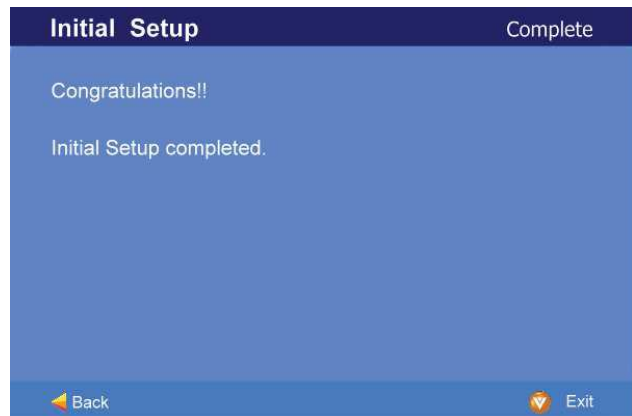 Initial Setup
Complete
Congratulations!!
Initial Setup completed.
Back
Exit